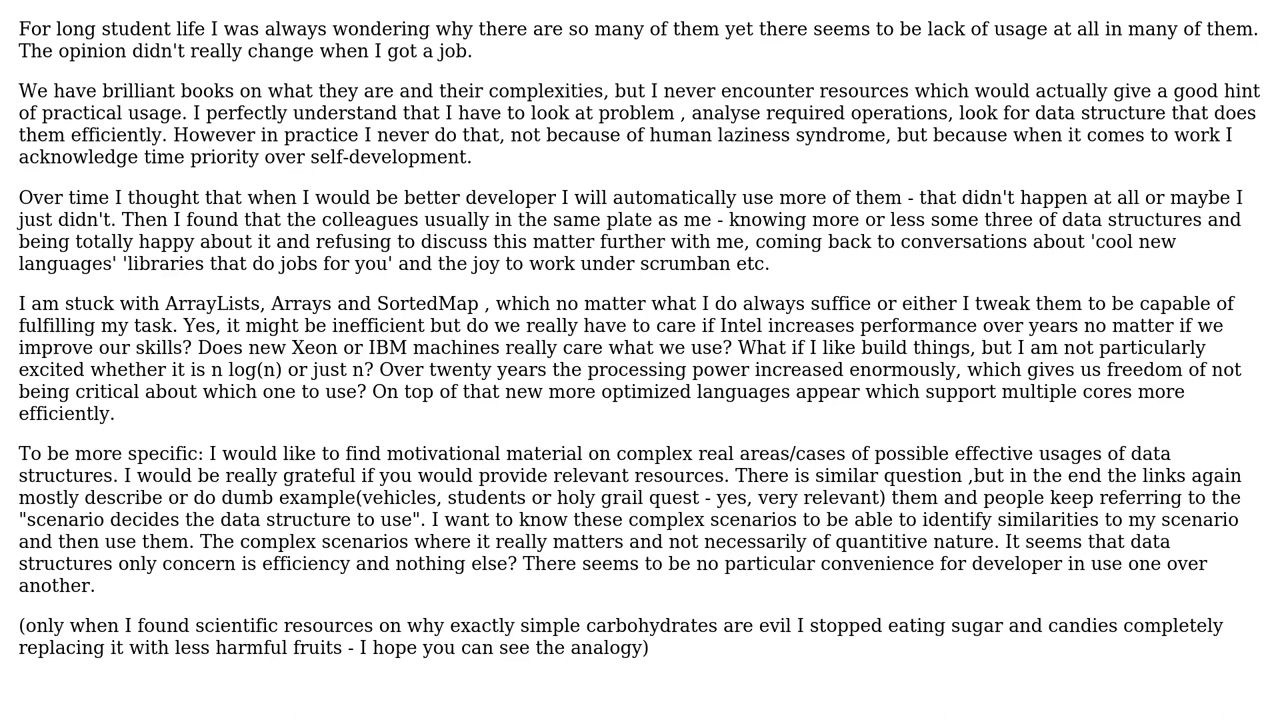 For long student life I was always wondering why there are so many of them yet there seems to be lack of usage at all in many of them.
The opinion didn't really change when I got a job.
We have brilliant books on what they are and their complexities, but I never encounter resources which would actually give a good hint
of practical usage. I perfectly understand that I have to look at problem , analyse required operations, look for data structure that does
them efficiently. However in practice I never do that, not because of human laziness syndrome, but because when it comes to work I
acknowledge time priority over self-development.
Over time I thought that when I would be better developer I will automatically use more of them - that didn't happen at all or maybe I
just didn't. Then I found that the colleagues usually in the same plate as me - knowing more or less some three of data structures and
being totally happy about it and refusing to discuss this matter further with me, coming back to conversations about 'cool new
languages' 'libraries that do jobs for you' and the joy to work under scrumban etc.
I am stuck with ArrayLists, Arrays and SortedMap , which no matter what I do always suffice or either I tweak them to be capable of
fulfilling my task. Yes, it might be inefficient but do we really have to care if Intel increases performance over years no matter if we
improve our skills? Does new Xeon or IBM machines really care what we use? What if I like build things, but I am not particularly
excited whether it is n log(n) or just n? Over twenty years the processing power increased enormously, which gives us freedom of not
being critical about which one to use? On top of that new more optimized languages appear which support multiple cores more
efficiently.
To be more specific: I would like to find motivational material on complex real areas/cases of possible effective usages of data
structures. I would be really grateful if you would provide relevant resources. There is similar question ,but in the end the links again
mostly describe or do dumb example(vehicles, students or holy grail quest - yes, very relevant) them and people keep referring to the
"scenario decides the data structure to use". I want to know these complex scenarios to be able to identify similarities to my scenario
and then use them. The complex scenarios where it really matters and not necessarily of quantitive nature. It seems that data
structures only concern is efficiency and nothing else? There seems to be no particular convenience for developer in use one over
another.
(only when I found scientific resources on why exactly simple carbohydrates are evil I stopped eating sugar and candies completely
replacing it with less harmful fruits - I hope you can see the analogy)